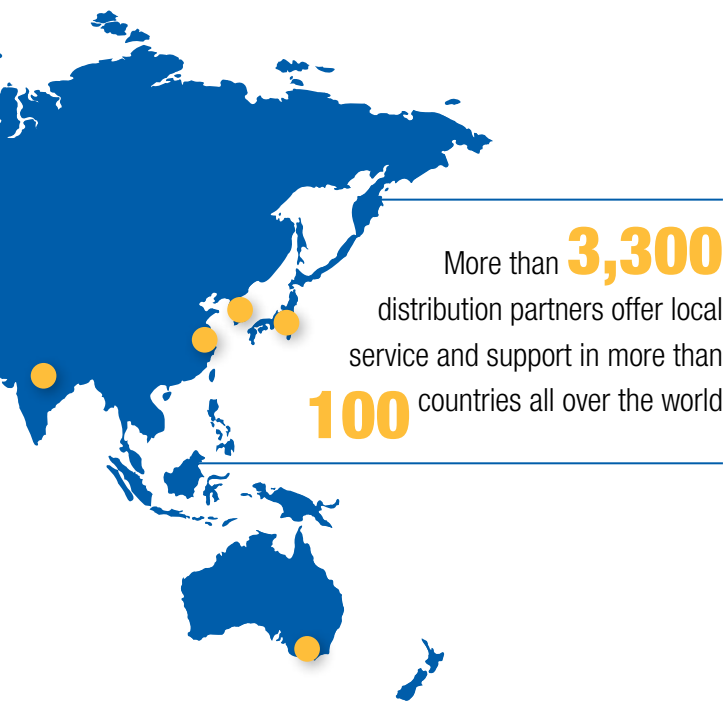 More than 3,300
distribution partners offer local
service and support in more than
100 countries all over the world